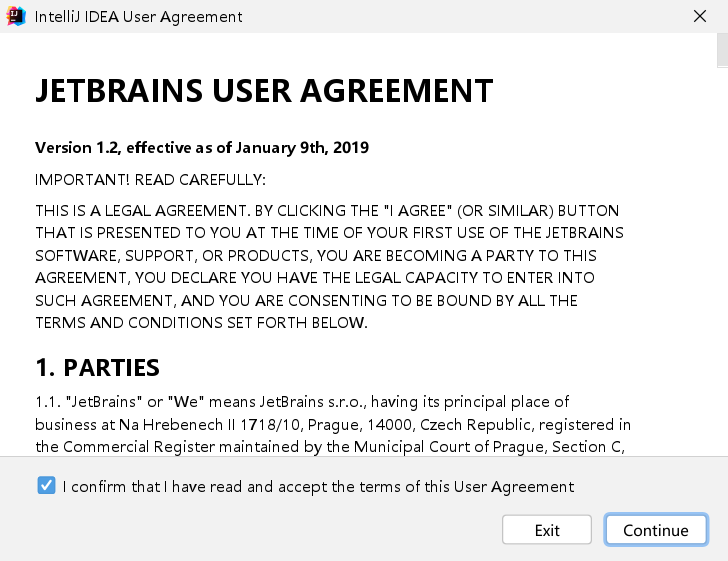 IntelliJ IDEA User Agreement
JETBRAINS USER AGREEMENT
Version 1.2, effective as of January 9th, 2019
IMPORTANT! READ CAREFULLY:
THIS IS A LEGAL AGREEMENT. BY CLICKING THE "I AGREE" (OR SIMILAR) BUTTON
THAT IS PRESENTED TO YOU AT THE TIME OF YOUR FIRST USE OF THE JETBRAINS
SOFTWARE, SUPPORT, OR PRODUCTS, YOU ARE BECOMING A PARTY TO THIS
AGREEMENT, YOU DECLARE YOU HAVE THE LEGAL CAPACITY TO ENTER INTO
SUCH AGREEMENT, AND YOU ARE CONSENTING TO BE BOUND BY ALL THE
TERMS AND CONDITIONS SET FORTH BELOW.
1. PARTIES
1.1. "JetBrains" or "We" means JetBrains s.r.o., having its principal place of
business at Na Hrebenech II 1718/10, Prague, 14000, Czech Republic, registered in
the Commercial Register maintained by the Municipal Court of Prague, Section C,
I confirm that I have read and accept the terms of this User Agreement
Exit
Continue